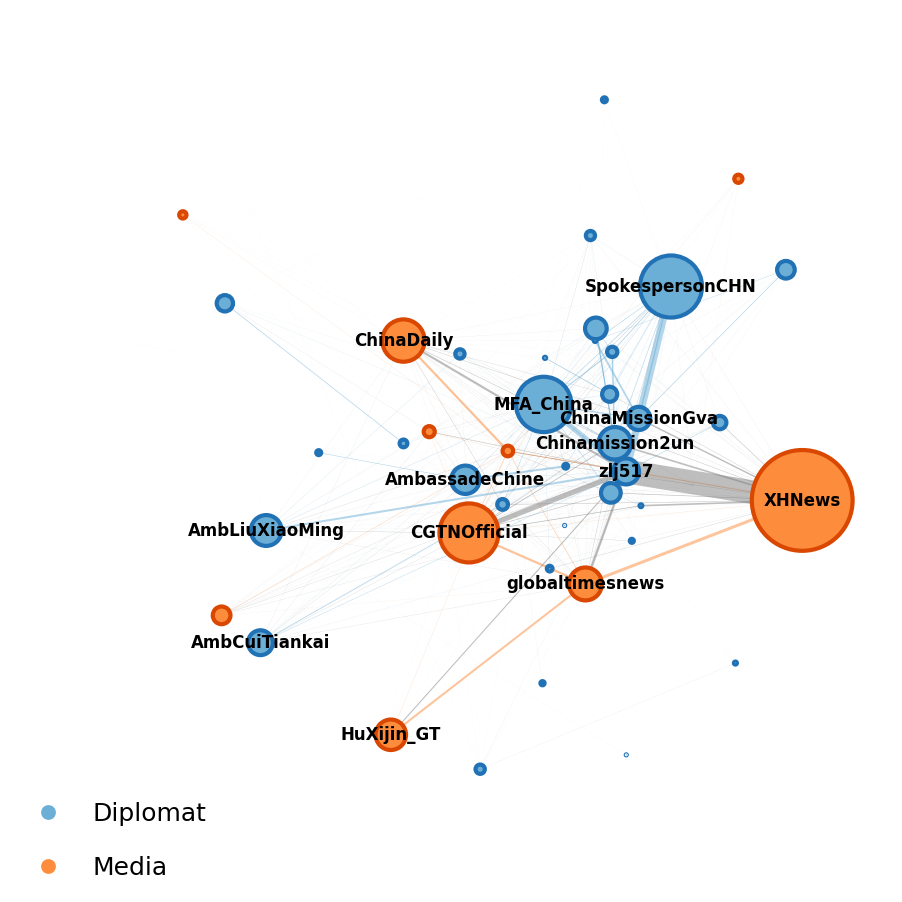 SpokespersonCHN
ChinaDaily
MFA_China
ChinaMissionGva
Chinamission2un
zlj517
AmbassadeChine
XHNews
AmbLiuXiaoMing
CGTNOfficial
globaltimesnews
AmbCuiTiankai
HuXijin_GT
Diplomat
Media